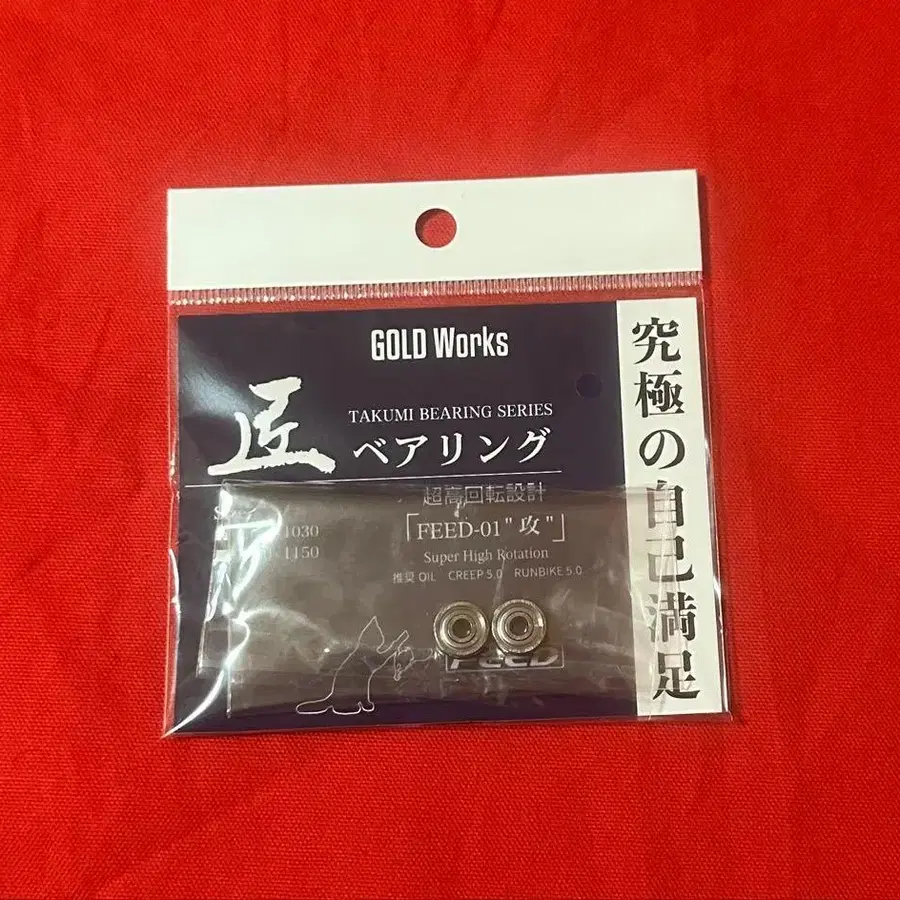 GOLD Works
匠
TAKUMI BEARING SERIES
ベアリング
超高回転設計
「FEED-01"攻"」
Super High Rotation
推奨 OIL CREEP 5.0 RUNBIKE 5.0
1030
1150
FEED
究極の自己満足